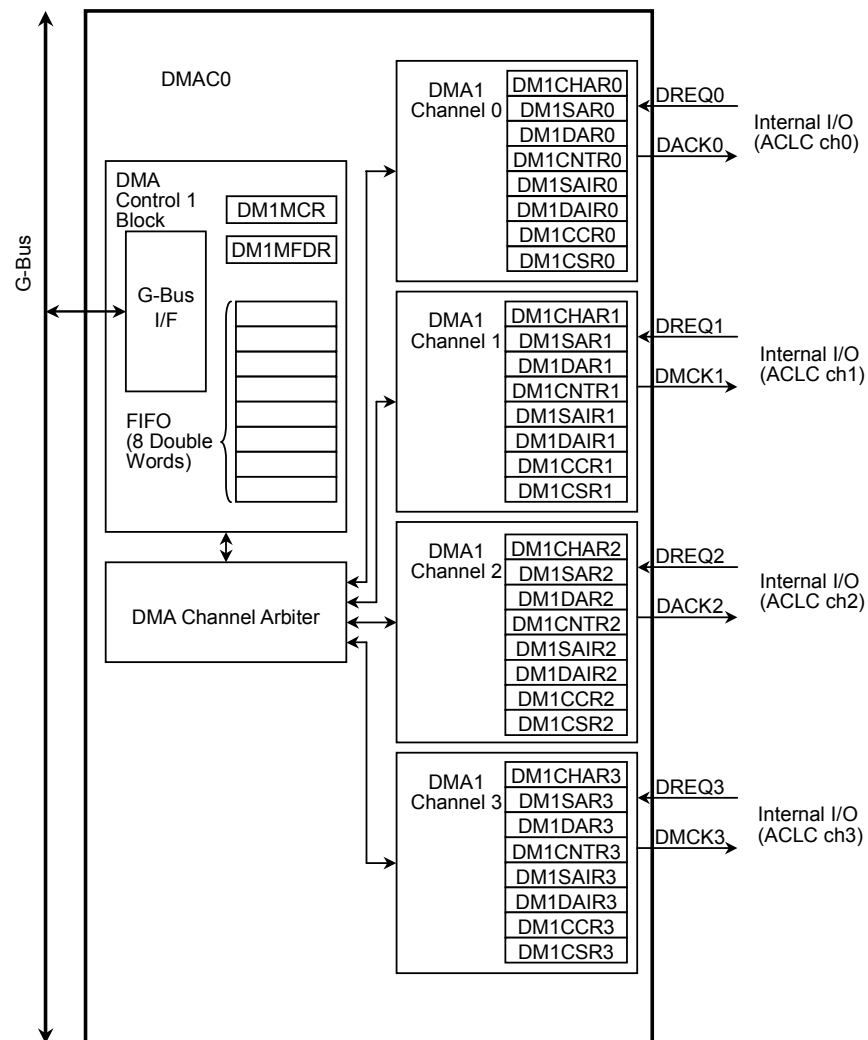 G-Bus
DMAC0
DMA
Control 1
Block
G-Bus
I/F
DM1MCR
DM1MFDR
FIFO
(8 Double
Words)
DMA Channel Arbiter
DMA1
Channel 0
DM1CHAR0
DM1SAR0
DM1DAR0
DM1CNTR0
DM1SAIR0
DM1DAIR0
DM1CCR0
DM1CSR0
DREQ0
DACK0
Internal I/O
(ACLC ch0)
DMA1
Channel 1
DM1CHAR1
DM1SAR1
DM1DAR1
DM1CNTR1
DM1SAIR1
DM1DAIR1
DM1CCR1
DM1CSR1
DREQ1
DMCK1
Internal I/O
(ACLC ch1)
DMA1
Channel 2
DM1CHAR2
DM1SAR2
DM1DAR2
DM1CNTR2
DM1SAIR2
DM1DAIR2
DM1CCR2
DM1CSR2
DREQ2
DACK2
Internal I/O
(ACLC ch2)
DMA1
Channel 3
DM1CHAR3
DM1SAR3
DM1DAR3
DM1CNTR3
DM1SAIR3
DM1DAIR3
DM1CCR3
DM1CSR3
DREQ3
DMCK3
Internal I/O
(ACLC ch3)